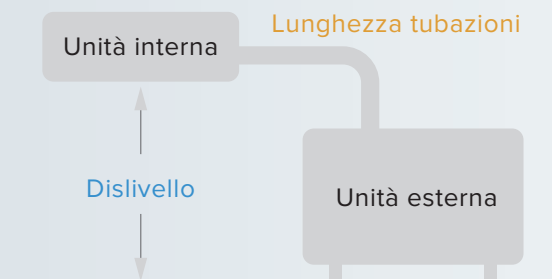 Lunghezza tubazioni
Unità interna
Dislivello
Unità esterna